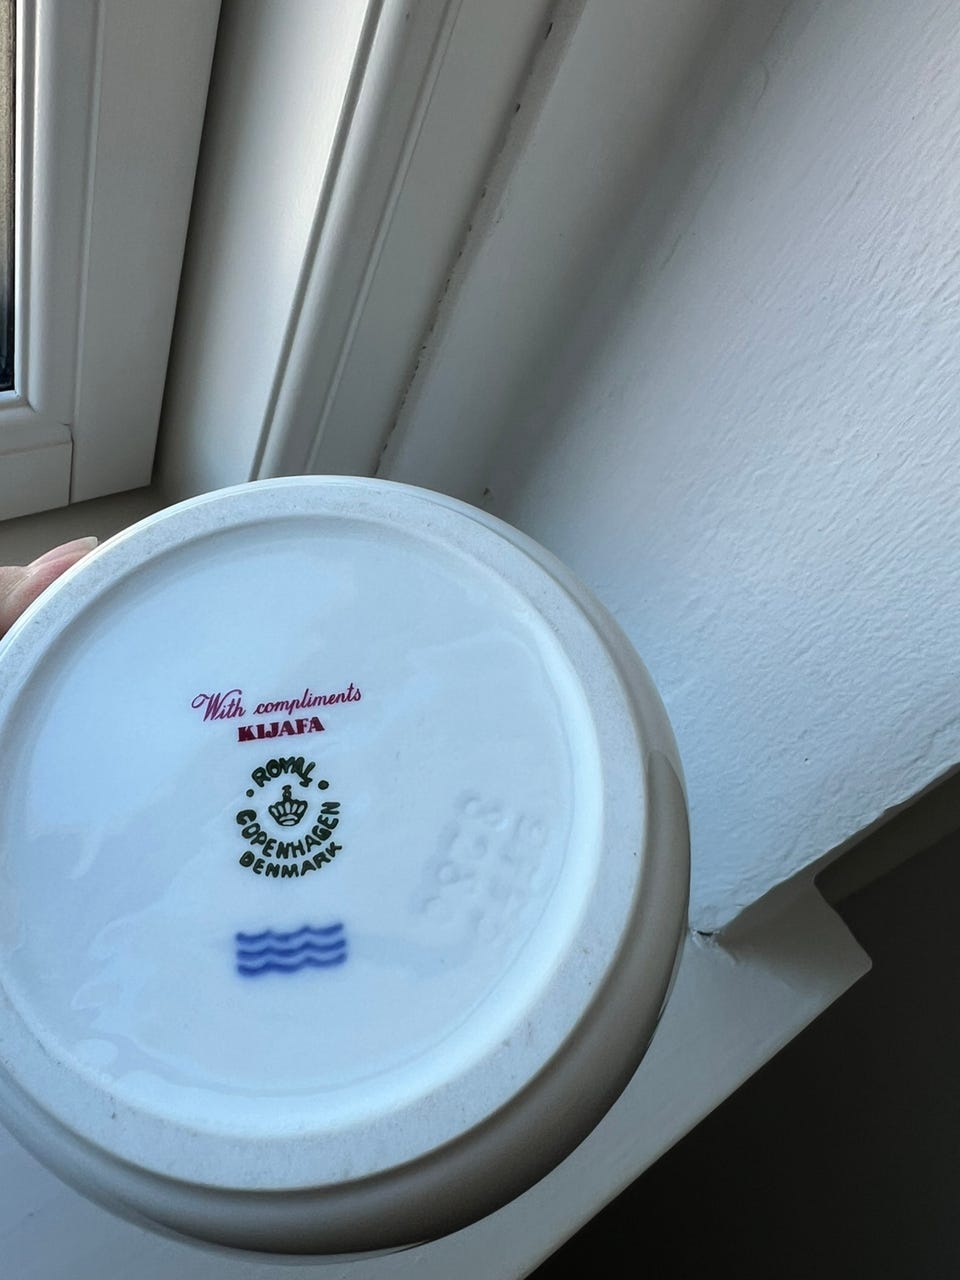 With compliments
KIJAFA
ROYAL
COPENHAGEN
DENMARK